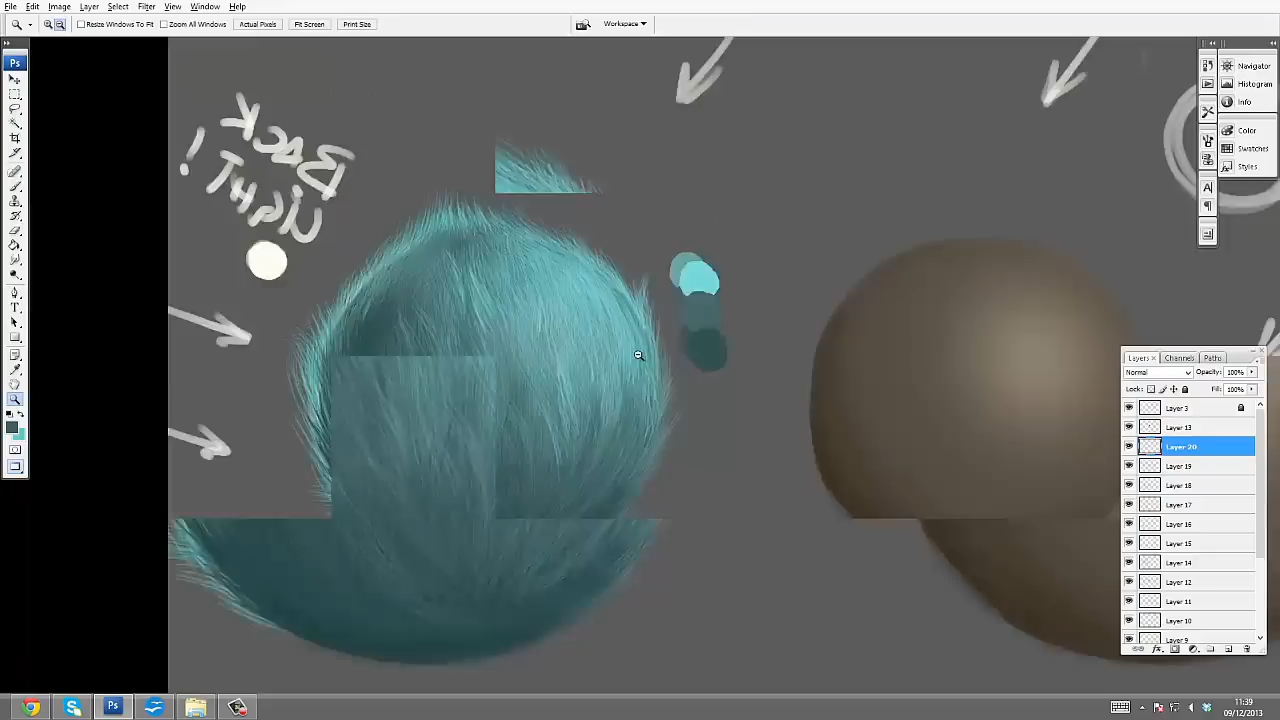 File Edit Image Layer Select Filter View Window Help
Resize Windows To Fit Zoom All Windows Actual Pixels Fit Screen Print Size Workspace
Ps
Navigator
Histogram
Info
Color
Swatches
Styles
BACK
Layers Channels Paths
Normal Opacity: 100%
Lock: Fill: 100%
Layer 3
Layer 13
Layer 20
Layer 19
Layer 18
Layer 17
Layer 16
Layer 15
Layer 14
Layer 12
Layer 11
Layer 10
Layer 9
Ps
11:39
09/12/2013